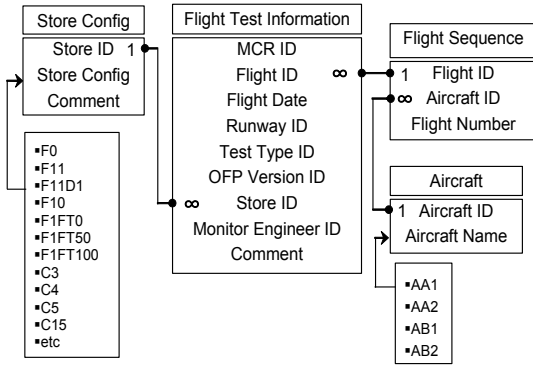 Store Config
Store ID 1
Store Config
Comment
▪F0
▪F11
▪F11D1
▪F10
▪F1FT0
▪F1FT50
▪F1FT100
▪C3
▪C4
▪C5
▪C15
▪etc
Flight Test Information
MCR ID
Flight ID ∞
Flight Date
Runway ID
Test Type ID
OFP Version ID
∞ Store ID
Monitor Engineer ID
Comment
Flight Sequence
1 Flight ID
∞ Aircraft ID
Flight Number
Aircraft
1 Aircraft ID
Aircraft Name
▪AA1
▪AA2
▪AB1
▪AB2